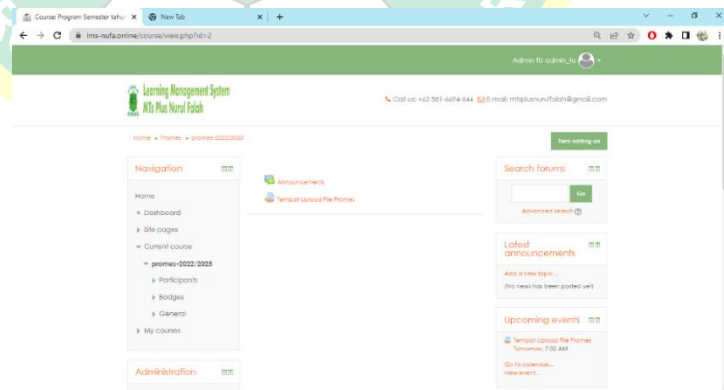 Course: Program Semester tahun
New Tab
lms-nufa.online/course/view.php?id=2
Admin TU admin_tu
Learning Management System
MTs Plus Nurul Falah
Call us: +62 881-6694-844 E-mail: mtsplusnurulfalah@gmail.com
Home Promes promes-2022/2023
Turn editing on
Navigation
Home
Dashboard
Site pages
Current course
promes-2022/2023
Participants
Badges
General
My courses
Administration
Announcements
Tempat Upload File Promes
Search forums
Go
Advanced search
Latest
announcements
Add a new topic...
(No news has been posted yet)
Upcoming events
Tempat Upload File Promes
Tomorrow, 7:00 AM
Go to calendar...
New event...